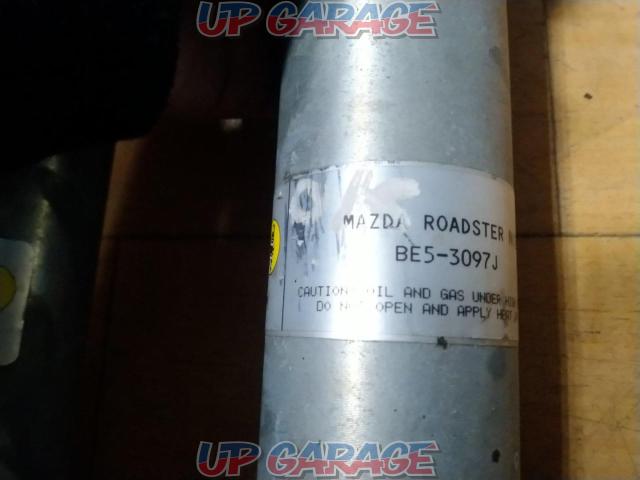 UP GARAGE
O/K
MAZDA ROADSTER
BE5-3097J
CAUTION: OIL AND GAS UNDER HIGH
DO NOT OPEN AND APPLY HEAT
UP GARAGE